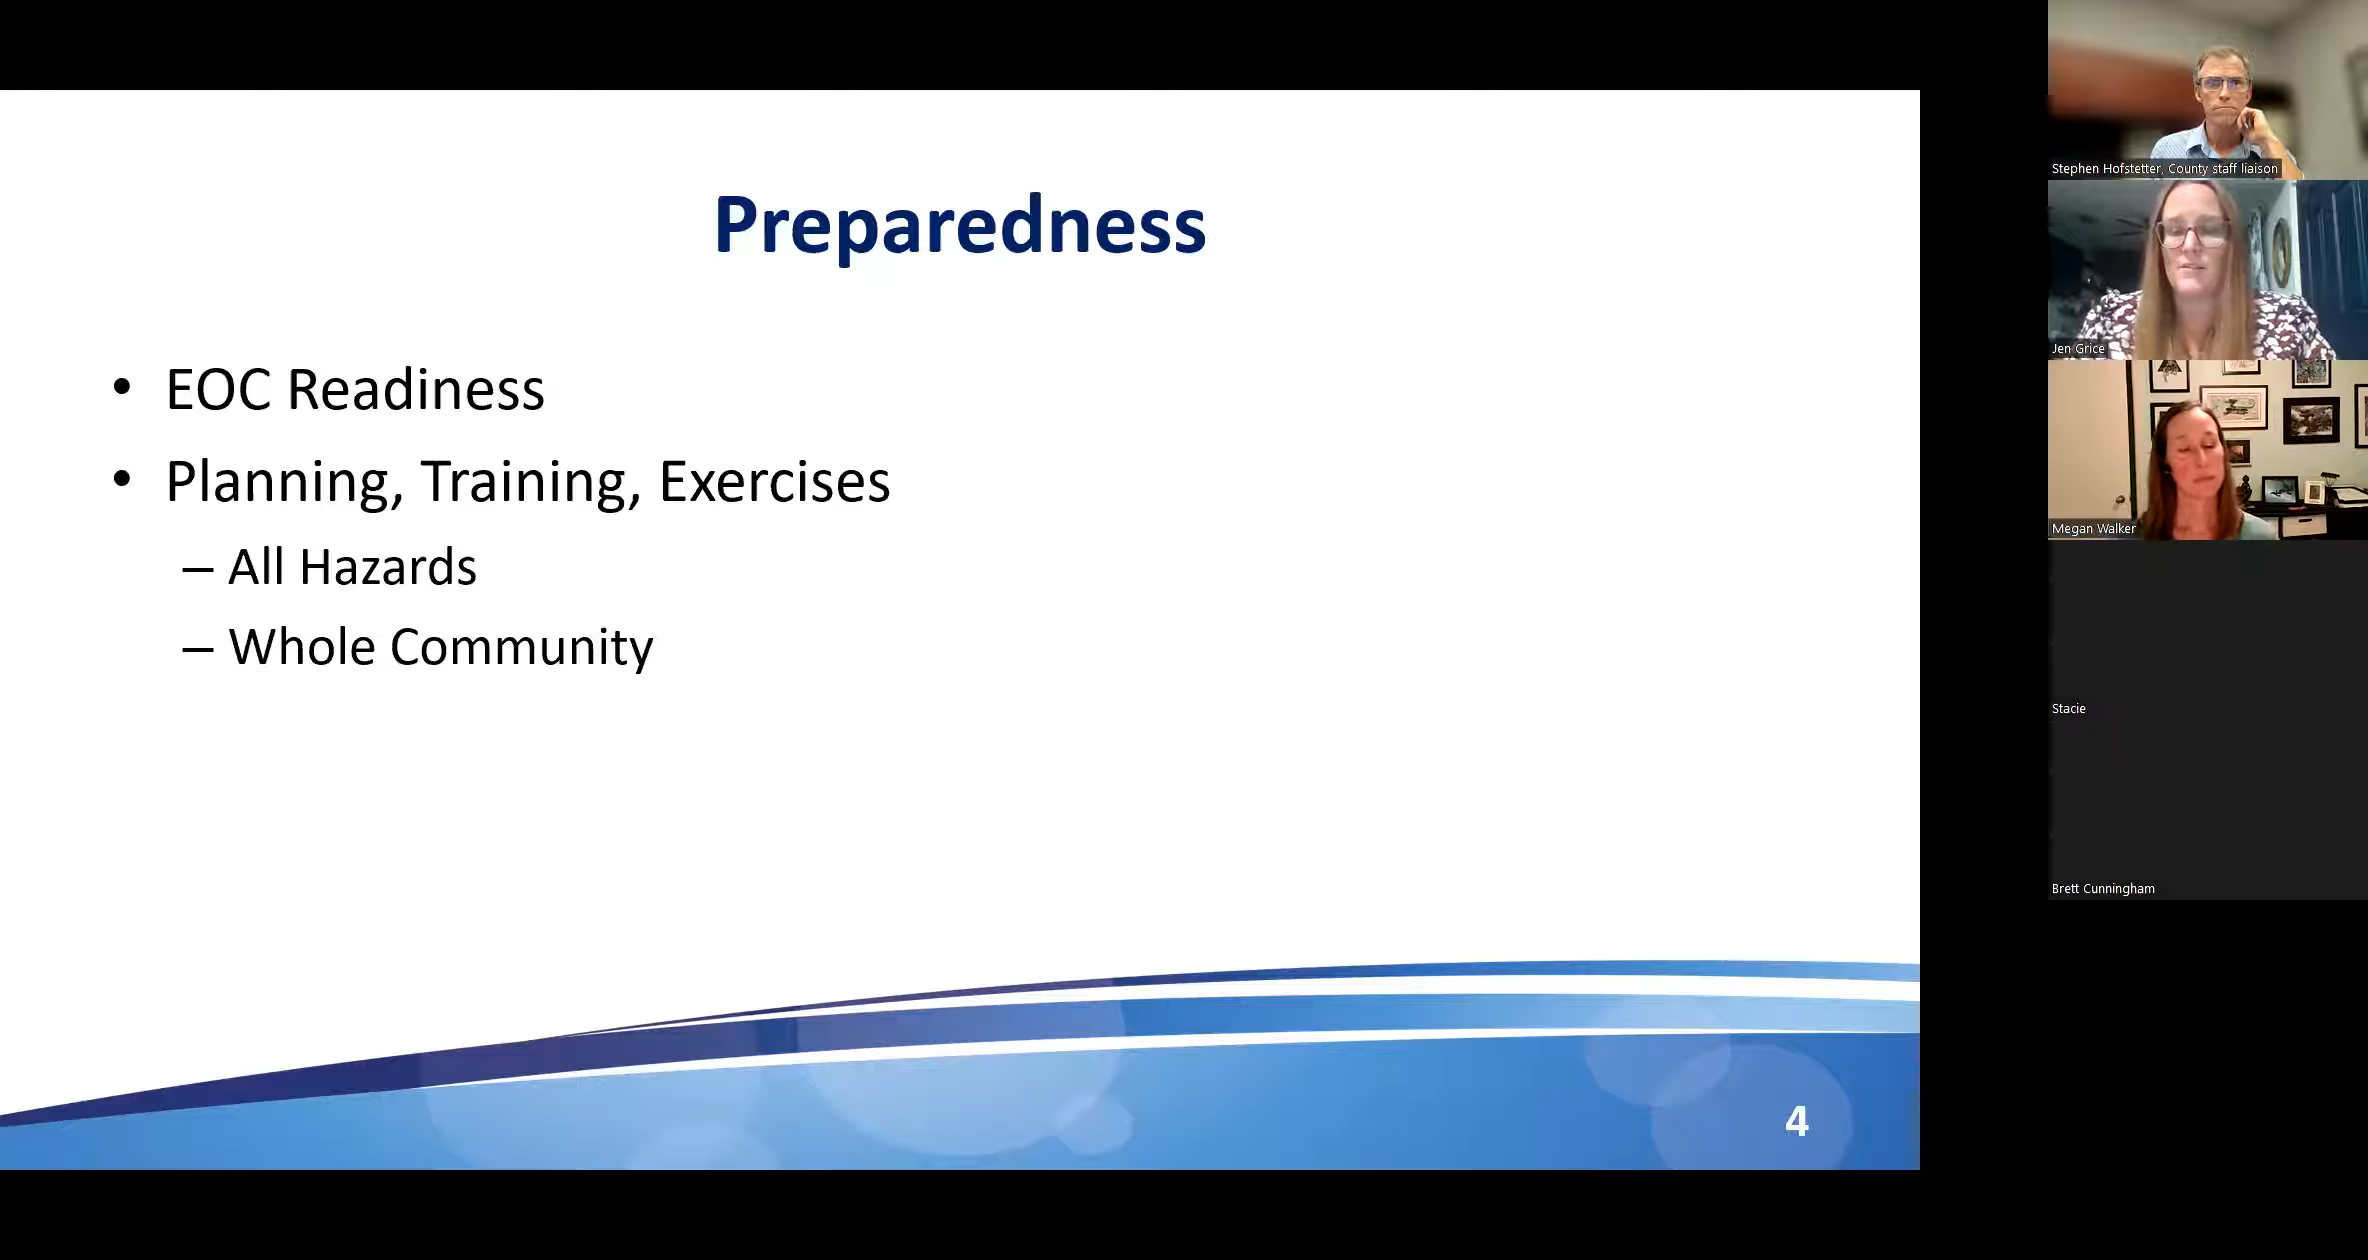 Preparedness
• EOC Readiness
• Planning, Training, Exercises
– All Hazards
– Whole Community
4
Stephen Hofstetter, County staff liaison
Jen Grice
Megan Walker
Stacie
Brett Cunningham